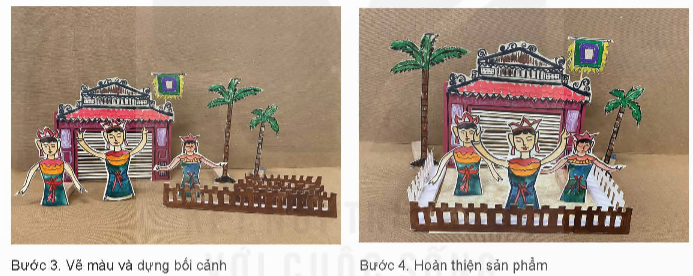 Bước 3. Vẽ màu và dựng bối cảnh
Bước 4. Hoàn thiện sản phẩm